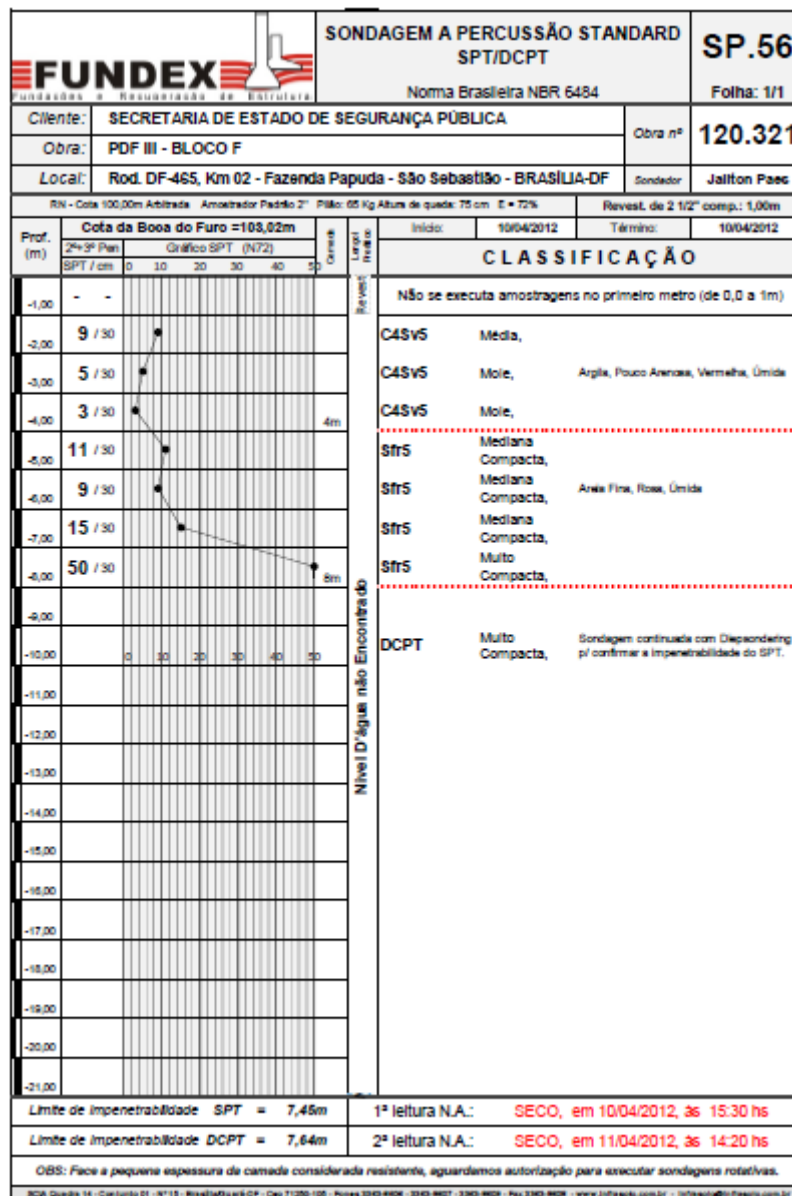 SONDAGEM A PERCUSSÃO STANDARD
SPT/DCPT
Norma Brasileira NBR 6484
SP.56
Folha: 1/1
FUNDEX
Fundações e Recuperação de Estrutura
Cliente: SECRETARIA DE ESTADO DE SEGURANÇA PÚBLICA
Obra: PDF III - BLOCO F
Obra nº 120.321
Local: Rod. DF-465, Km 02 - Fazenda Papuda - São Sebastião - BRASÍLIA-DF
Sondador Jailton Paes
RN - Cota 100,00m Arbitrada Amostrador Padrão 2" Pilão: 65 Kg Altura de queda: 75 cm E = 72% Revest. de 2 1/2" comp.: 1,00m
Prof. (m)
Cota da Booa do Furo =103,02m
2ª+3ª Pen
SPT / cm
Gráfico SPT (N72)
0 10 20 30 40 50
Camada
Início: 10/04/2012 Término: 10/04/2012
CLASSIFICAÇÃO
-1,00 - - Revest Não se executa amostragens no primeiro metro (de 0,0 a 1m)
-2,00 9 / 30 C4Sv5 Média,
-3,00 5 / 30 C4Sv5 Mole, Argila, Pouco Arenosa, Vermelha, Úmida
-4,00 3 / 30 4m C4Sv5 Mole,
-5,00 11 / 30 Sfr5 Mediana Compacta,
-6,00 9 / 30 Sfr5 Mediana Compacta, Areia Fina, Rosa, Úmida
-7,00 15 / 30 Sfr5 Mediana Compacta,
-8,00 50 / 30 8m Sfr5 Muito Compacta,
-9,00
-10,00 0 10 20 30 40 50 DCPT Muito Compacta, Sondagem continuada com Diepsondering p/ confirmar a impenetrabilidade do SPT.
Nível D'água não Encontrado
-11,00
-12,00
-13,00
-14,00
-15,00
-16,00
-17,00
-18,00
-19,00
-20,00
-21,00
Limite de impenetrabilidade SPT = 7,45m 1ª leitura N.A.: SECO, em 10/04/2012, às 15:30 hs
Limite de impenetrabilidade DCPT = 7,64m 2ª leitura N.A.: SECO, em 11/04/2012, às 14:20 hs
OBS: Face a pequena espessura de camada considerada resistente, aguardamos autorização para executar sondagens rotativas.